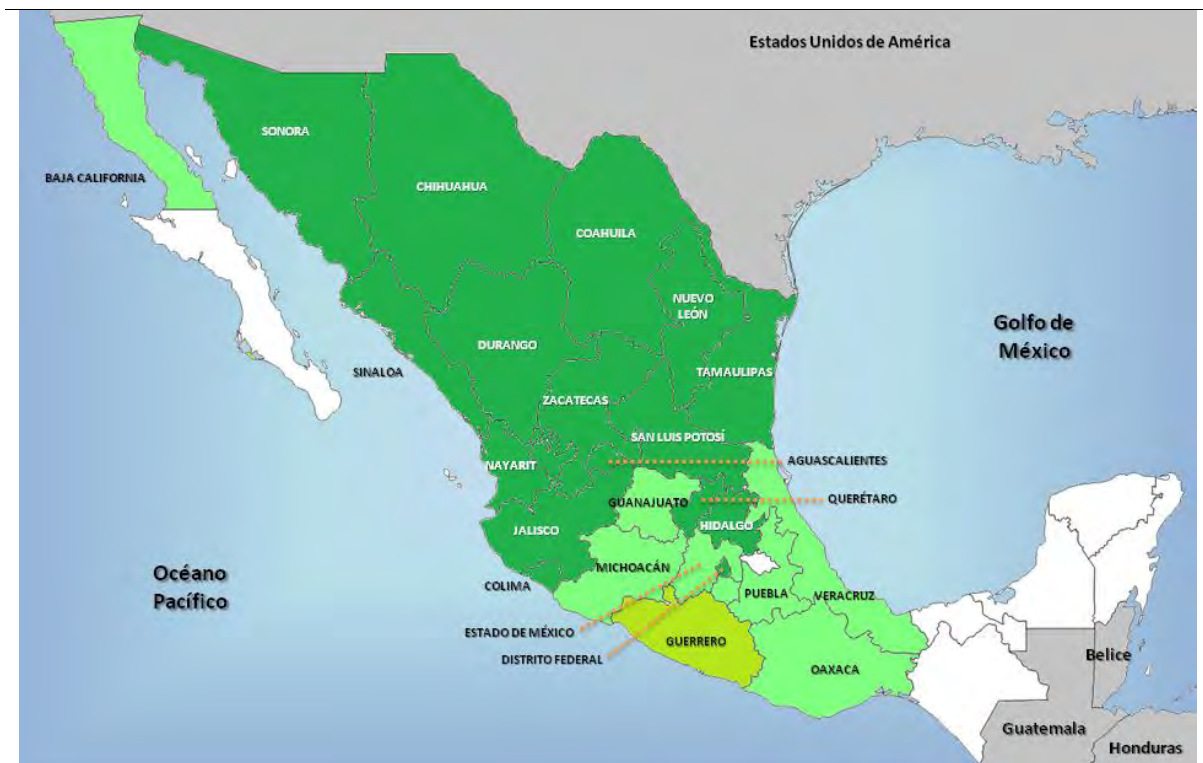 Estados Unidos de América
SONORA
BAJA CALIFORNIA
CHIHUAHUA
COAHUILA
NUEVO
LEÓN
Golfo de
México
DURANGO
SINALOA
TAMAULIPAS
ZACATECAS
SAN LUIS POTOSÍ
NAYARIT
AGUASCALIENTES
GUANAJUATO
QUERÉTARO
JALISCO
HIDALGO
MICHOACÁN
Océano
Pacífico
COLIMA
PUEBLA
VERACRUZ
ESTADO DE MÉXICO
GUERRERO
DISTRITO FEDERAL
OAXACA
Belice
Guatemala
Honduras